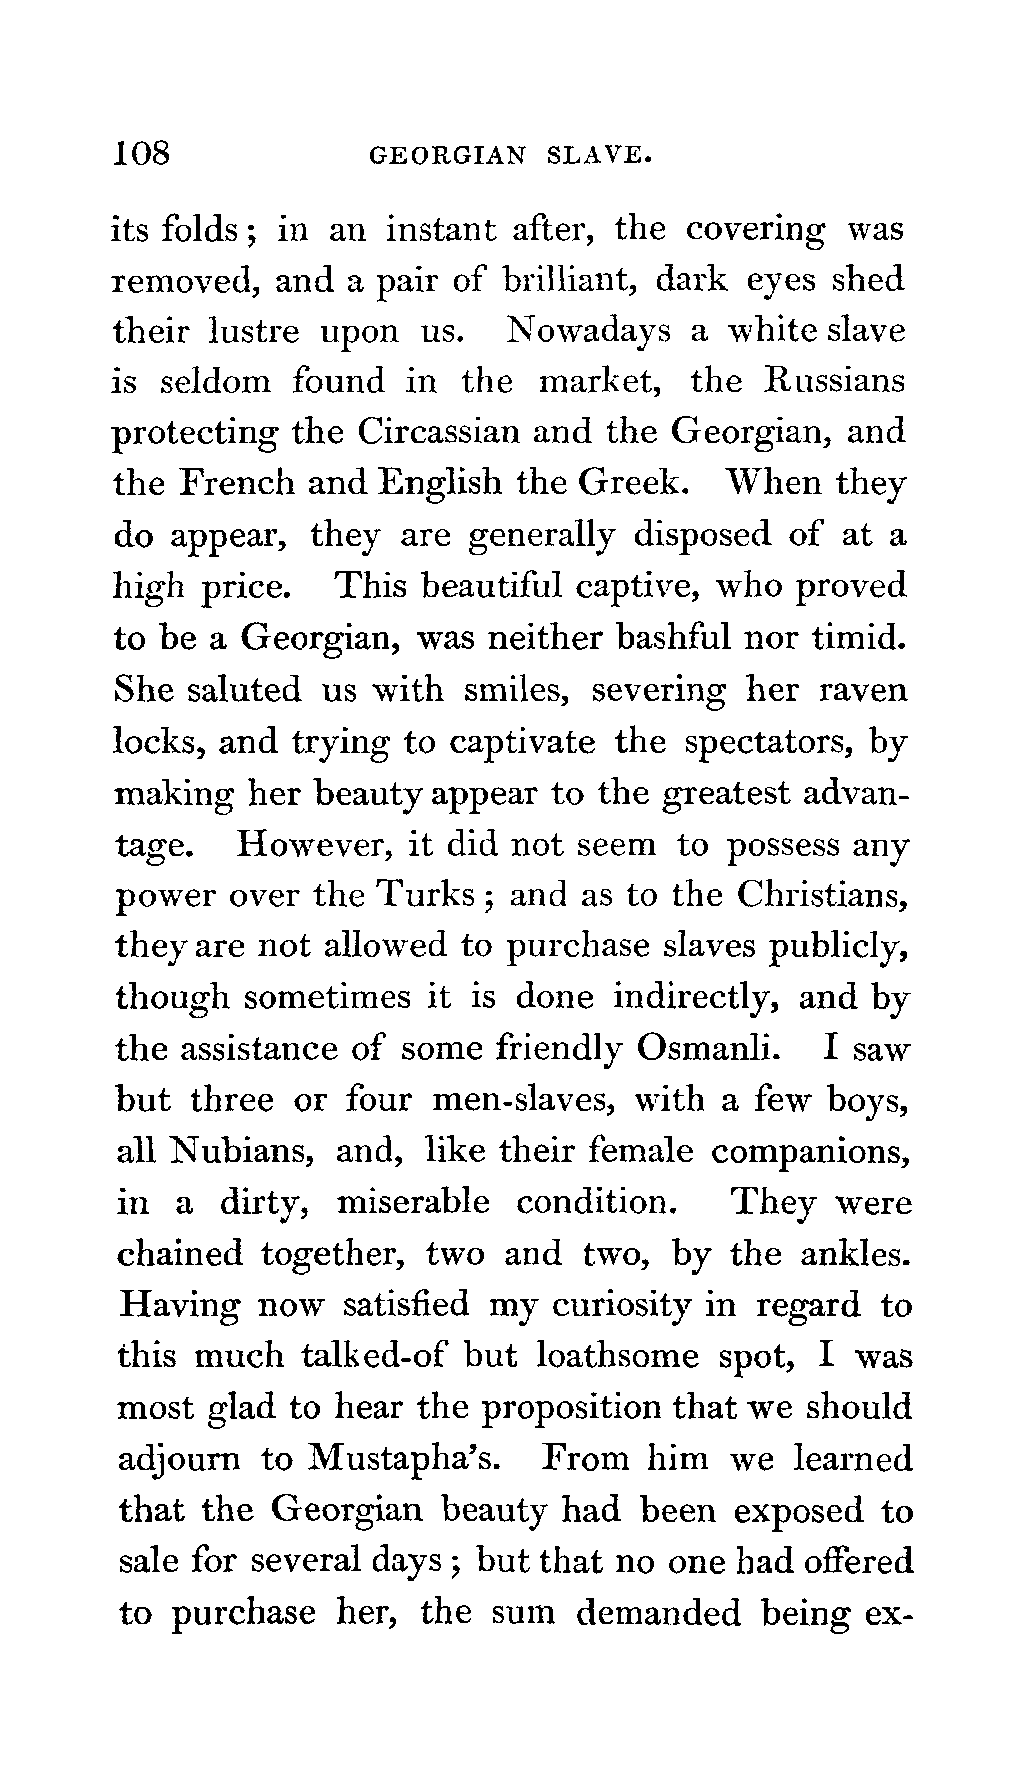 108 GEORGIAN SLAVE.
its folds; in an instant after, the covering was
removed, and a pair of brilliant, dark eyes shed
their lustre upon us. Nowadays a white slave
is seldom found in the market, the Russians
protecting the Circassian and the Georgian, and
the French and English the Greek. When they
do appear, they are generally disposed of at a
high price. This beautiful captive, who proved
to be a Georgian, was neither bashful nor timid.
She saluted us with smiles, severing her raven
locks, and trying to captivate the spectators, by
making her beauty appear to the greatest advan-
tage. However, it did not seem to possess any
power over the Turks; and as to the Christians,
they are not allowed to purchase slaves publicly,
though sometimes it is done indirectly, and by
the assistance of some friendly Osmanli. I saw
but three or four men-slaves, with a few boys,
all Nubians, and, like their female companions,
in a dirty, miserable condition. They were
chained together, two and two, by the ankles.
Having now satisfied my curiosity in regard to
this much talked-of but loathsome spot, I was
most glad to hear the proposition that we should
adjourn to Mustapha's. From him we learned
that the Georgian beauty had been exposed to
sale for several days; but that no one had offered
to purchase her, the sum demanded being ex-